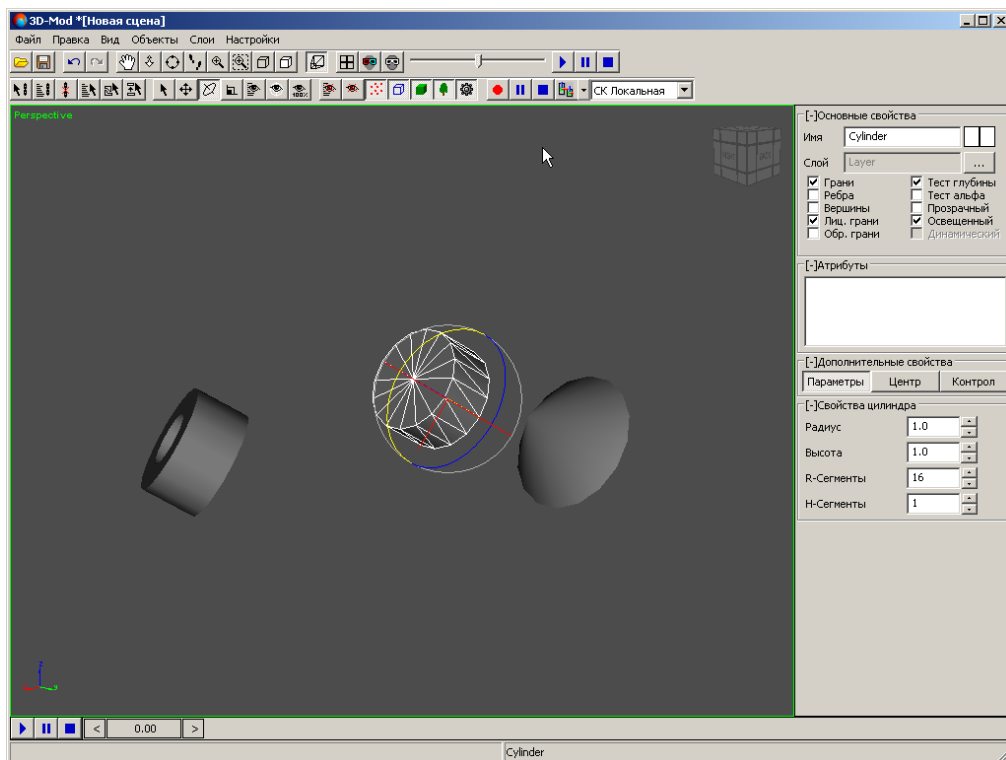 3D-Mod *[Новая сцена]
Файл Правка Вид Объекты Слои Настройки
100%
СК Локальная
Perspective
[-]Основные свойства
Имя Cylinder
Слой Layer ...
Грани Тест глубины
Ребра Тест альфа
Вершины Прозрачный
Лиц. грани Освещенный
Обр. грани Динамический
[-]Атрибуты
[-]Дополнительные свойства
Параметры Центр Контрол
[-]Свойства цилиндра
Радиус 1.0
Высота 1.0
R-Сегменты 16
H-Сегменты 1
< 0.00 >
Cylinder